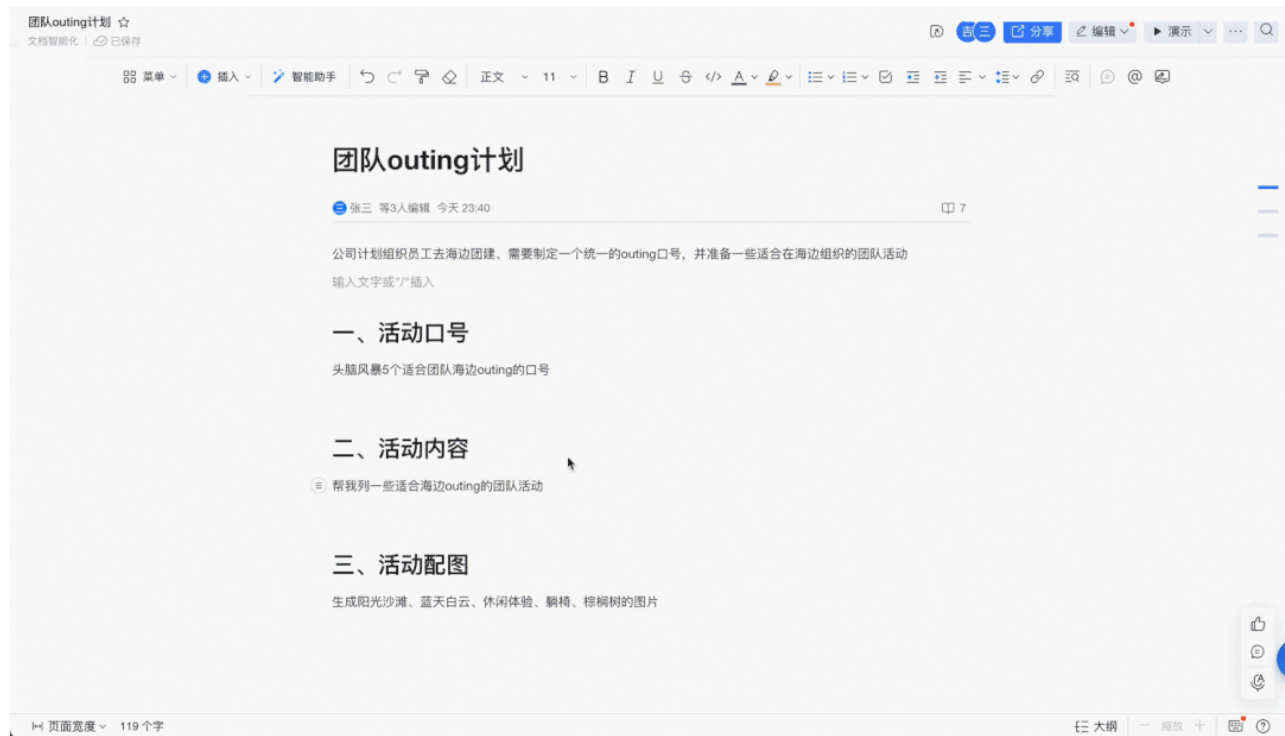 团队outing计划
文档智能化 已保存
吉 三 分享 编辑 演示
菜单 插入 智能助手 正文 11 B I U S A
团队outing计划
张三 等3人编辑 今天 23:40 7
公司计划组织员工去海边团建、需要制定一个统一的outing口号，并准备一些适合在海边组织的团队活动
输入文字或"/"插入
一、活动口号
头脑风暴5个适合团队海边outing的口号
二、活动内容
帮我列一些适合海边outing的团队活动
三、活动配图
生成阳光沙滩、蓝天白云、休闲体验、躺椅、棕榈树的图片
页面宽度 119 个字 大纲 缩放